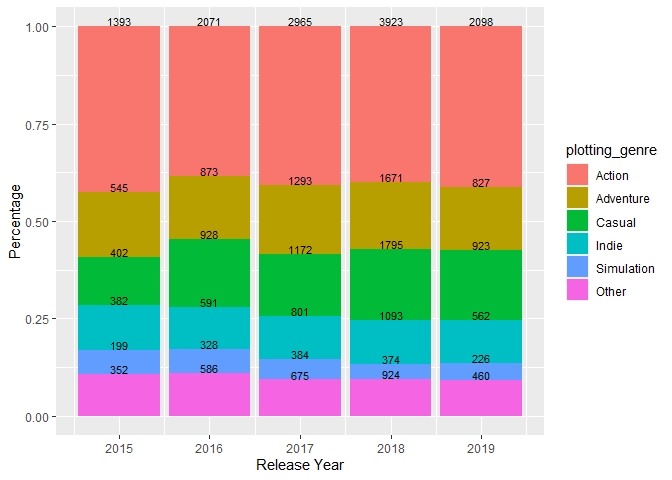 1393 2071 2965 3923 2098
1.00
0.75
plotting_genre
Action
873 1671
545 1293 827
Adventure
Percentage
0.50
Casual
928
402 1172 1795 923
Indie
Simulation
Other
382 591 801 1093 562
0.25
199 328 384 374 226
352 586 675 924 460
0.00
2015 2016 2017 2018 2019
Release Year